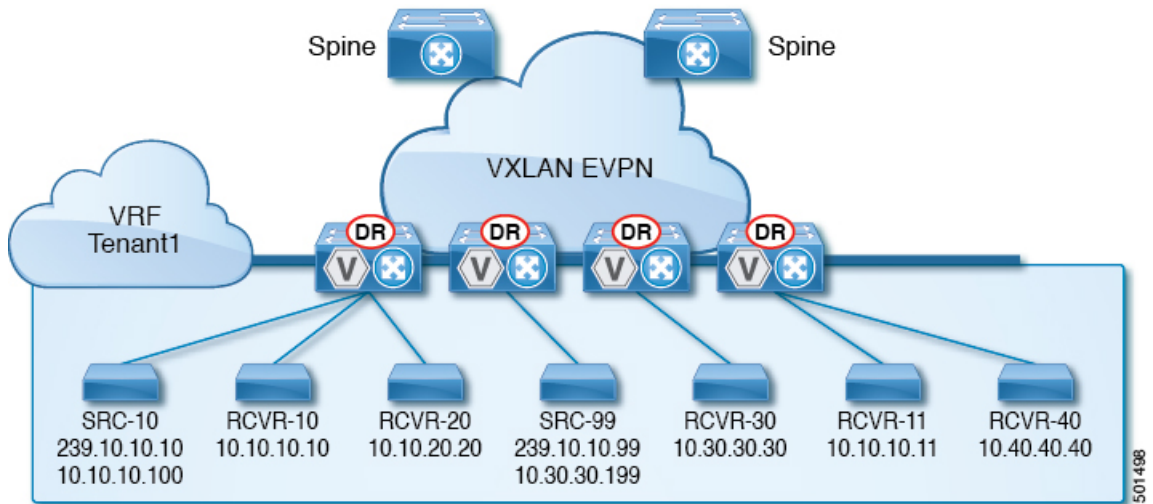 Spine
Spine
VXLAN EVPN
VRF
Tenant1
DR
DR
DR
DR
V
V
V
V
SRC-10
239.10.10.10
10.10.10.100
RCVR-10
10.10.10.10
RCVR-20
10.10.20.20
SRC-99
239.10.10.99
10.30.30.199
RCVR-30
10.30.30.30
RCVR-11
10.10.10.11
RCVR-40
10.40.40.40
501498